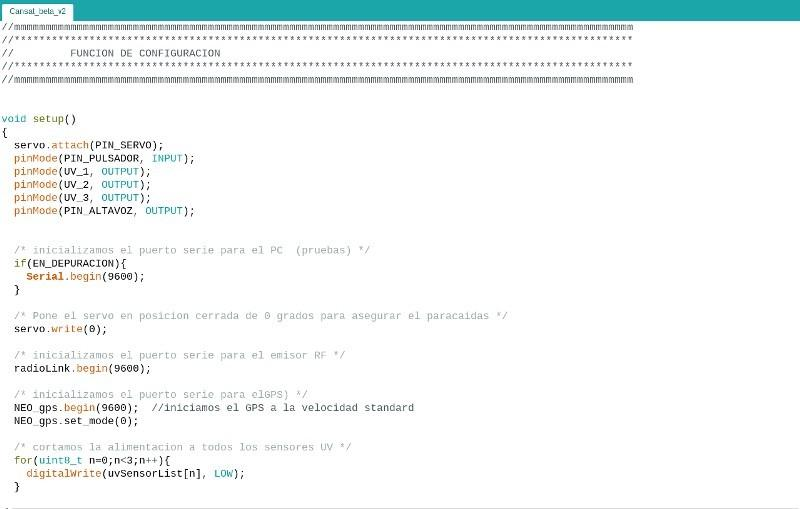 Cansat_beta_v2
//mmmmmmmmmmmmmmmmmmmmmmmmmmmmmmmmmmmmmmmmmmmmmmmmmmmmmmmmmmmmmmmmmmmmmmmmmmmmmmmmmmmmmmmmmmmmmmmmmmm
//***************************************************************************************************
//         FUNCION DE CONFIGURACION
//***************************************************************************************************
//mmmmmmmmmmmmmmmmmmmmmmmmmmmmmmmmmmmmmmmmmmmmmmmmmmmmmmmmmmmmmmmmmmmmmmmmmmmmmmmmmmmmmmmmmmmmmmmmmmm
void setup()
{
  servo.attach(PIN_SERVO);
  pinMode(PIN_PULSADOR, INPUT);
  pinMode(UV_1, OUTPUT);
  pinMode(UV_2, OUTPUT);
  pinMode(UV_3, OUTPUT);
  pinMode(PIN_ALTAVOZ, OUTPUT);
  /* inicializamos el puerto serie para el PC  (pruebas) */
  if(EN_DEPURACION){
    Serial.begin(9600);
  }
  /* Pone el servo en posicion cerrada de 0 grados para asegurar el paracaidas */
  servo.write(0);
  /* inicializamos el puerto serie para el emisor RF */
  radioLink.begin(9600);
  /* inicializamos el puerto serie para elGPS) */
  NEO_gps.begin(9600);  //iniciamos el GPS a la velocidad standard
  NEO_gps.set_mode(0);
  /* cortamos la alimentacion a todos los sensores UV */
  for(uint8_t n=0;n<3;n++){
    digitalWrite(uvSensorList[n], LOW);
  }